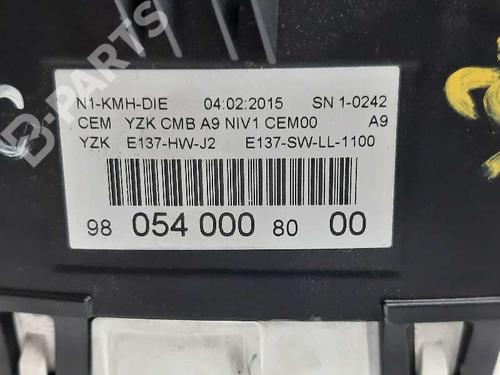 N1-KMH-DIE 04:02:2015 SN 1-0242
CEM YZK CMB A9 NIV1 CEM00 A9
YZK E137-HW-J2 E137-SW-LL-1100
98 054 000 80 00